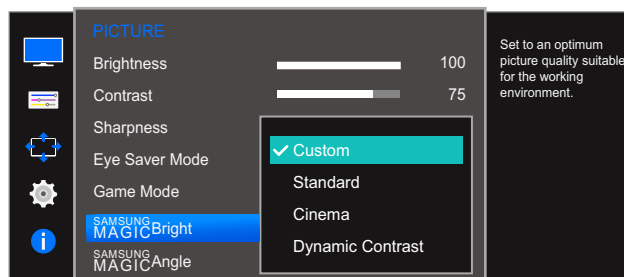 PICTURE
Brightness 100
Contrast 75
Sharpness
Eye Saver Mode
Game Mode
SAMSUNG
MAGICBright
SAMSUNG
MAGICAngle
Custom
Standard
Cinema
Dynamic Contrast
Set to an optimum
picture quality suitable
for the working
environment.